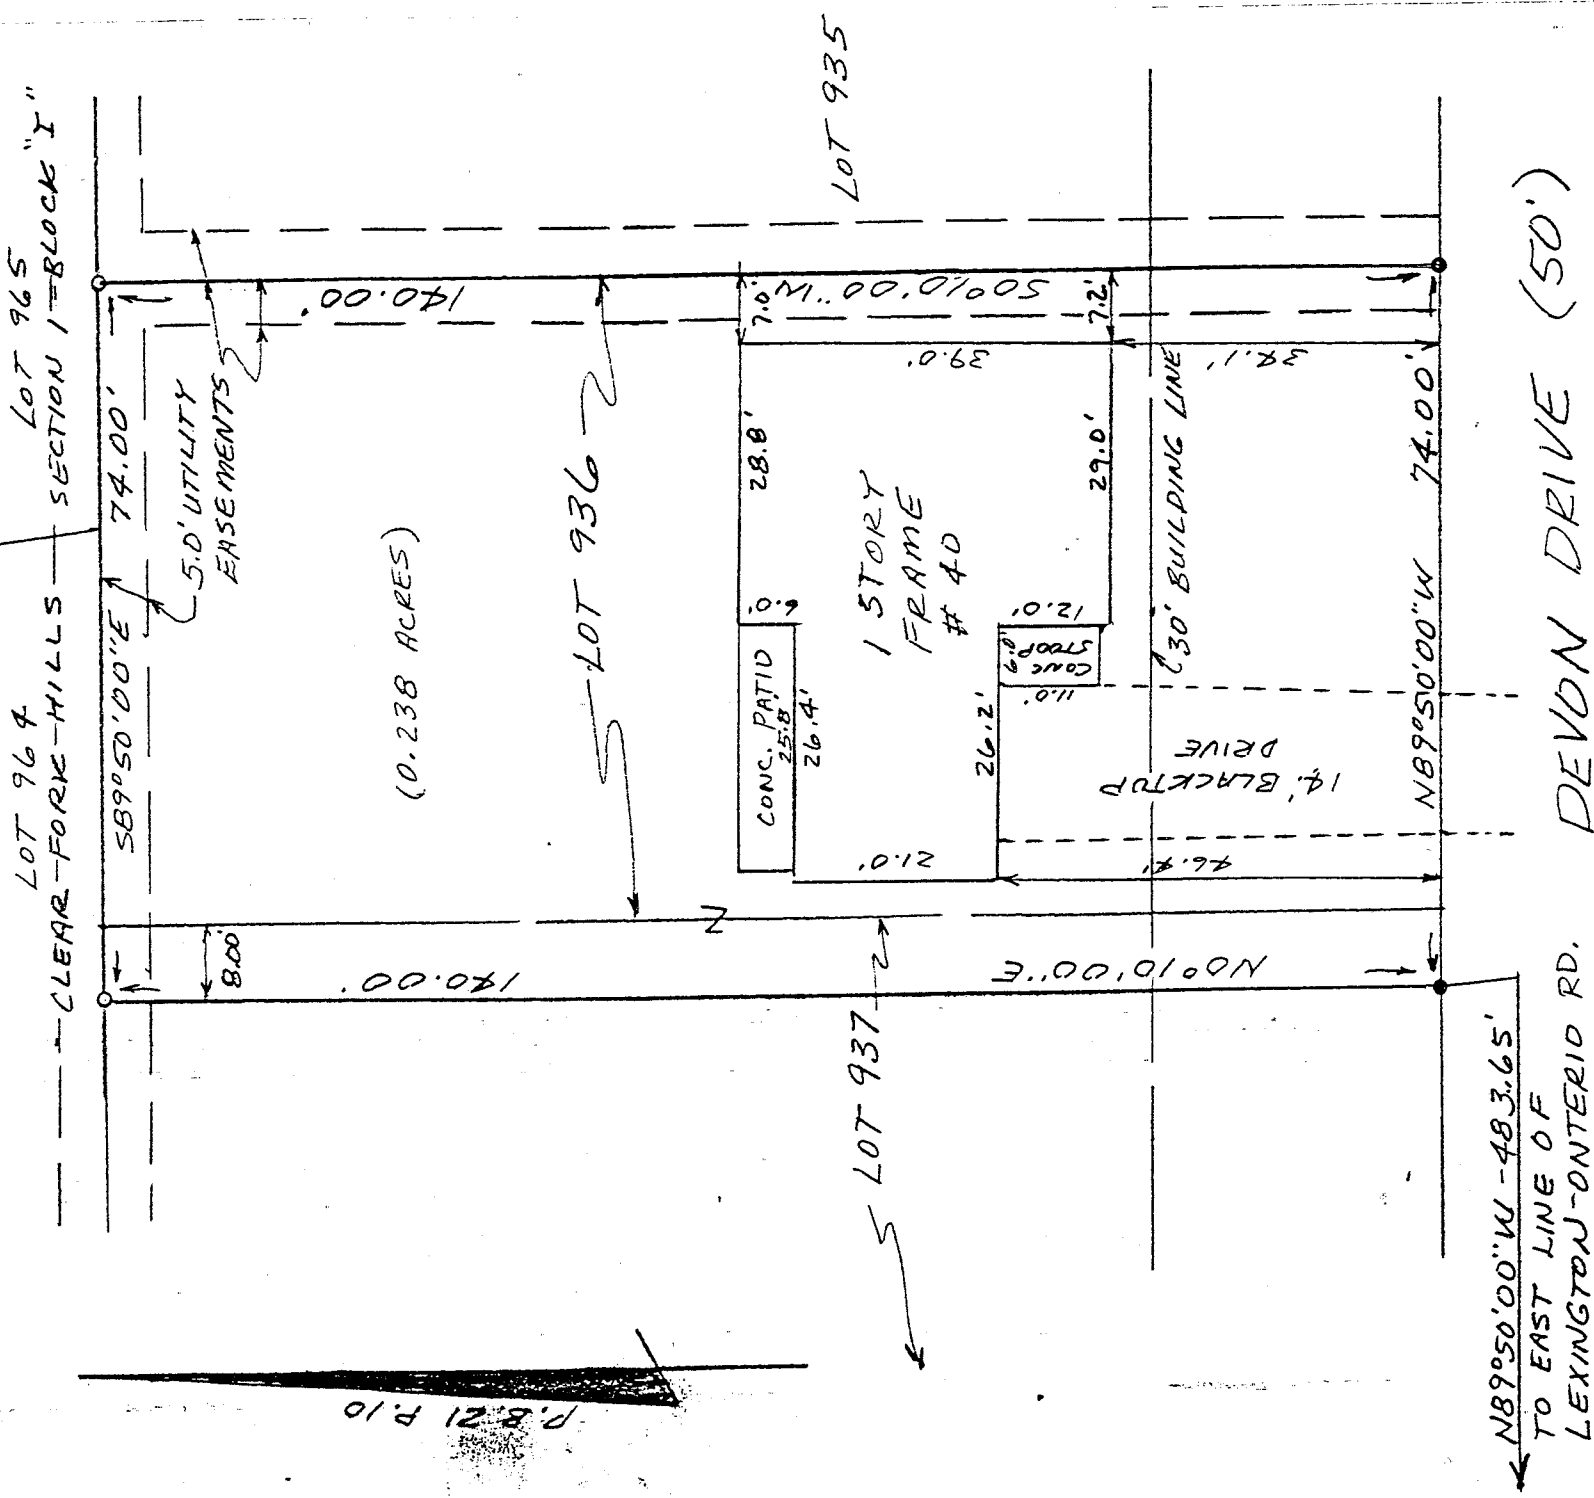 LOT 964
LOT 965
CLEAR-FORK-HILLS
SECTION 1-BLOCK "I"
S89°50'00"E 74.00'
5.0' UTILITY
EASEMENTS
140.00'
S0°10'00"W
LOT 935
(0.238 ACRES)
LOT 936
7.0'
7.2'
39.0'
34.1'
28.8'
29.0'
6.0'
12.0'
1 STORY
FRAME
# 40
CONC. PATIO
25.8'
26.4'
CONC
STOOP
6.0'
11.0'
26.2'
21.0'
30' BUILDING LINE
14' BLACKTOP
DRIVE
46.4'
N89°50'00"W 74.00'
8.00'
140.00'
N0°10'00"E
LOT 937
P.B. 21 P.10
N89°50'00"W-483.65'
TO EAST LINE OF
LEXINGTON-ONTERIO RD.
DEVON DRIVE (50')